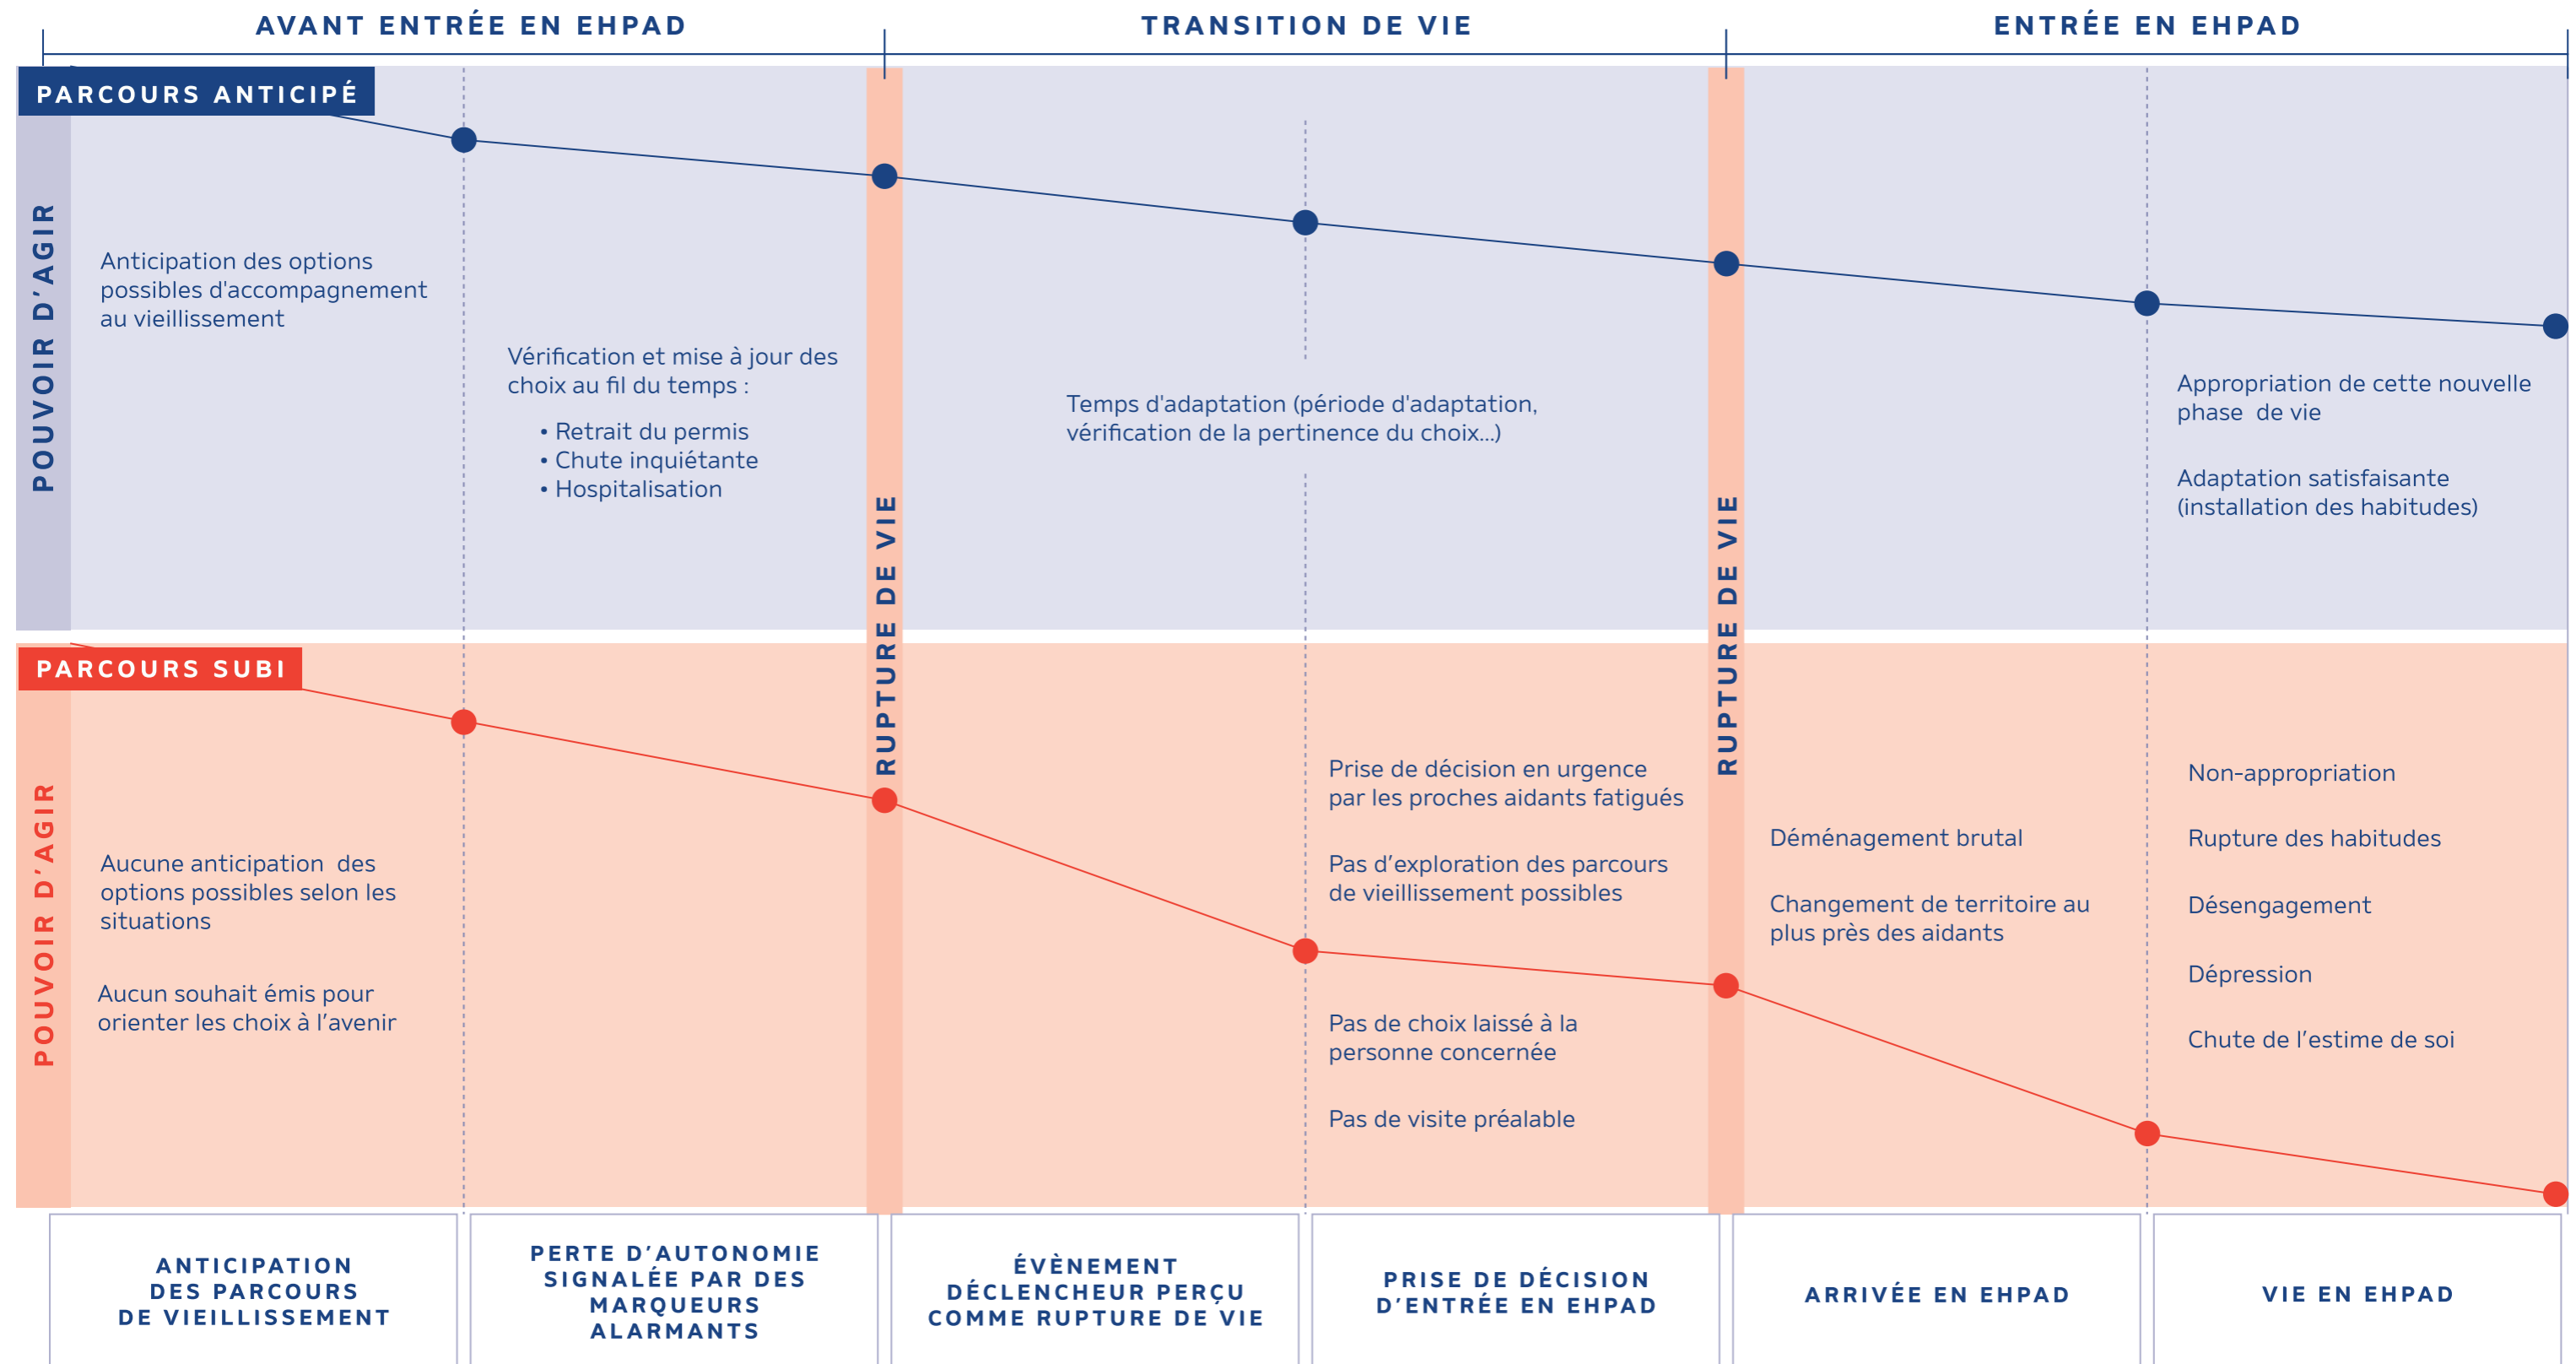 AVANT ENTRÉE EN EHPAD
TRANSITION DE VIE
ENTRÉE EN EHPAD
PARCOURS ANTICIPÉ
POUVOIR D’AGIR
Anticipation des options
possibles d'accompagnement
au vieillissement
Vérification et mise à jour des
choix au fil du temps :
• Retrait du permis
• Chute inquiétante
• Hospitalisation
RUPTURE DE VIE
Temps d'adaptation (période d'adaptation,
vérification de la pertinence du choix...)
RUPTURE DE VIE
Appropriation de cette nouvelle
phase de vie
Adaptation satisfaisante
(installation des habitudes)
PARCOURS SUBI
POUVOIR D’AGIR
Aucune anticipation des
options possibles selon les
situations
Aucun souhait émis pour
orienter les choix à l’avenir
Prise de décision en urgence
par les proches aidants fatigués
Pas d’exploration des parcours
de vieillissement possibles
Pas de choix laissé à la
personne concernée
Pas de visite préalable
Déménagement brutal
Changement de territoire au
plus près des aidants
Non-appropriation
Rupture des habitudes
Désengagement
Dépression
Chute de l’estime de soi
ANTICIPATION
DES PARCOURS
DE VIEILLISSEMENT
PERTE D’AUTONOMIE
SIGNALÉE PAR DES
MARQUEURS
ALARMANTS
ÉVÈNEMENT
DÉCLENCHEUR PERÇU
COMME RUPTURE DE VIE
PRISE DE DÉCISION
D’ENTRÉE EN EHPAD
ARRIVÉE EN EHPAD
VIE EN EHPAD